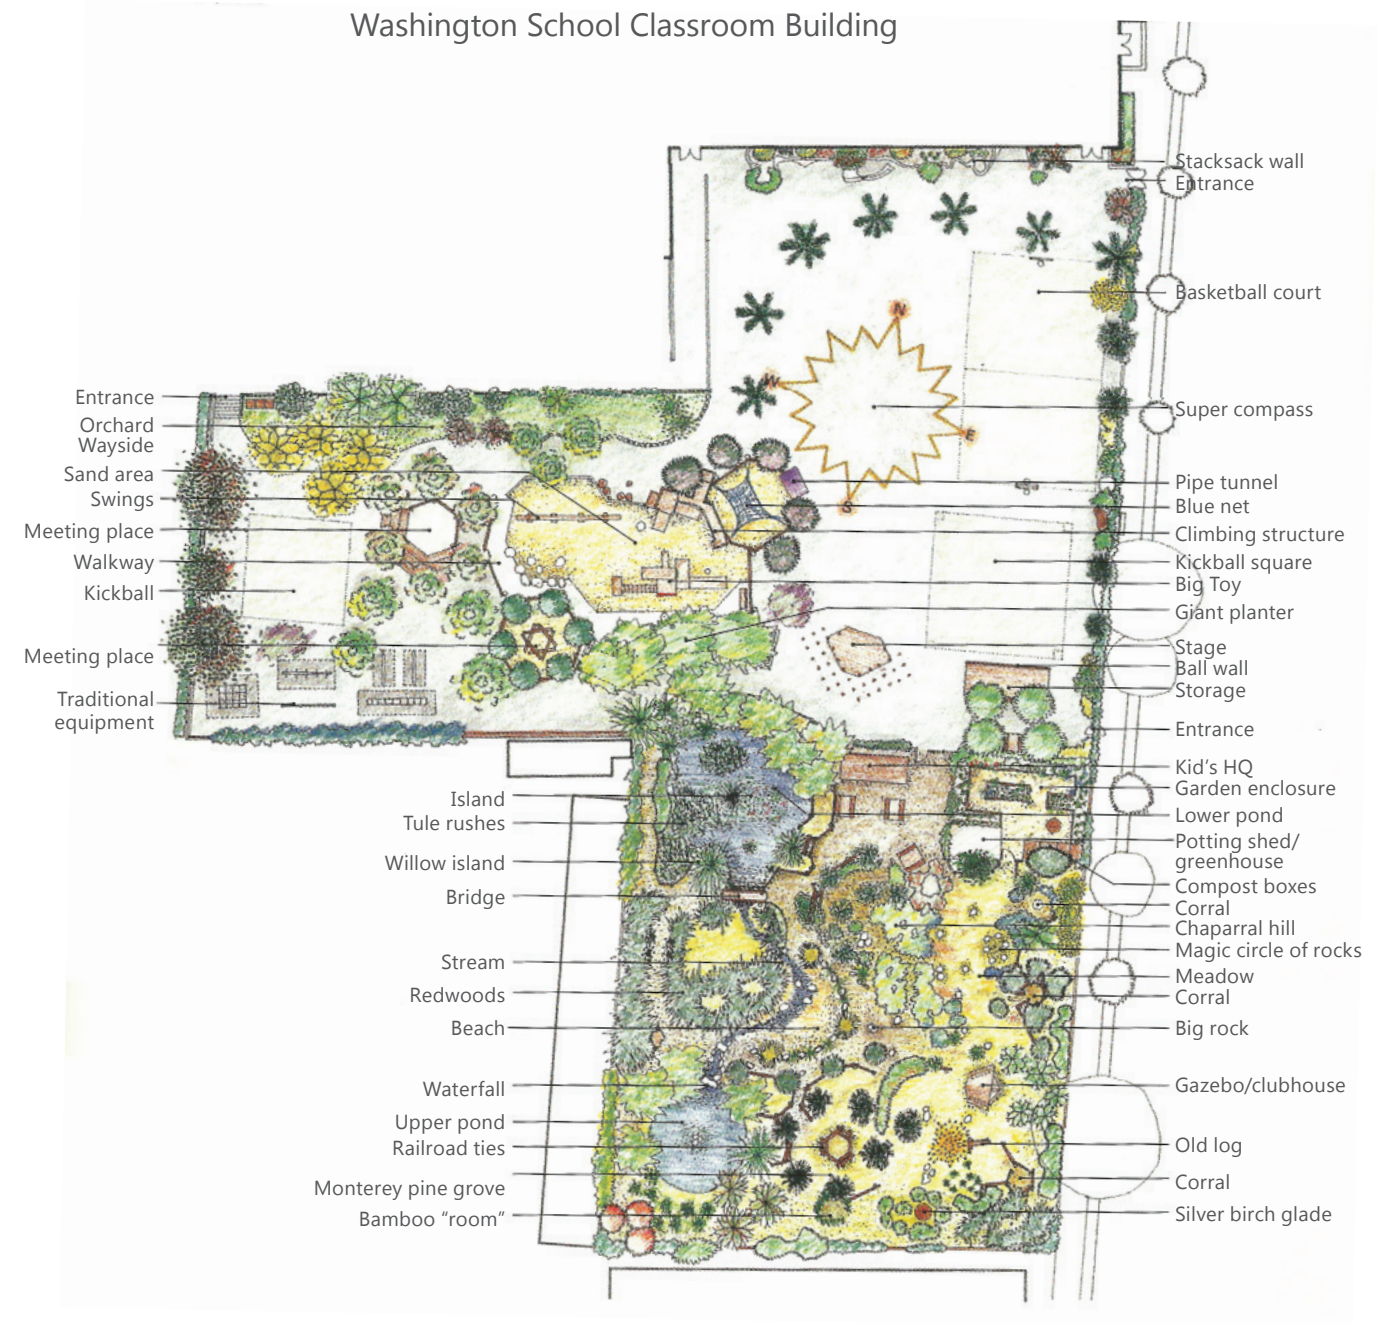 Washington School Classroom Building
Stacksack wall
Entrance
Basketball court
Super compass
Pipe tunnel
Blue net
Climbing structure
Kickball square
Big Toy
Giant planter
Stage
Ball wall
Storage
Entrance
Kid's HQ
Garden enclosure
Lower pond
Potting shed/
greenhouse
Compost boxes
Corral
Chaparral hill
Magic circle of rocks
Meadow
Corral
Big rock
Gazebo/clubhouse
Old log
Corral
Silver birch glade
Entrance
Orchard
Wayside
Sand area
Swings
Meeting place
Walkway
Kickball
Meeting place
Traditional
equipment
Island
Tule rushes
Willow island
Bridge
Stream
Redwoods
Beach
Waterfall
Upper pond
Railroad ties
Monterey pine grove
Bamboo “room”
N
W
E
S